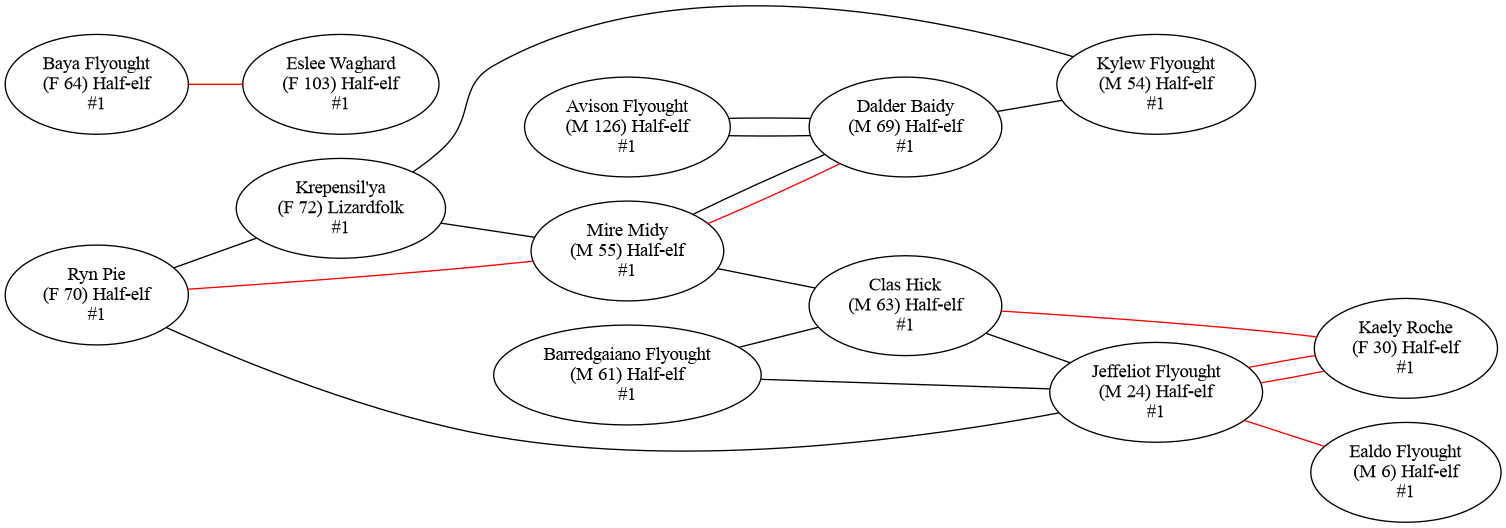 Baya Flyought
(F 64) Half-elf
#1
Eslee Waghard
(F 103) Half-elf
#1
Kylew Flyought
(M 54) Half-elf
#1
Avison Flyought
(M 126) Half-elf
#1
Dalder Baidy
(M 69) Half-elf
#1
Krepensil'ya
(F 72) Lizardfolk
#1
Mire Midy
(M 55) Half-elf
#1
Ryn Pie
(F 70) Half-elf
#1
Clas Hick
(M 63) Half-elf
#1
Kaely Roche
(F 30) Half-elf
#1
Barredgaiano Flyought
(M 61) Half-elf
#1
Jeffeliot Flyought
(M 24) Half-elf
#1
Ealdo Flyought
(M 6) Half-elf
#1